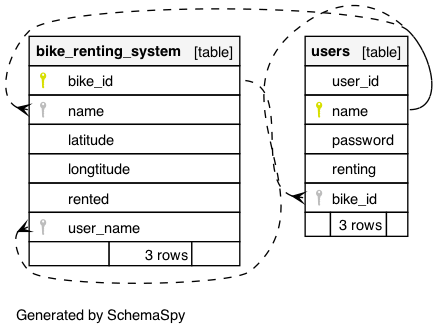 bike_renting_system [table]
bike_id
name
latitude
longtitude
rented
user_name
3 rows
users [table]
user_id
name
password
renting
bike_id
3 rows
Generated by SchemaSpy